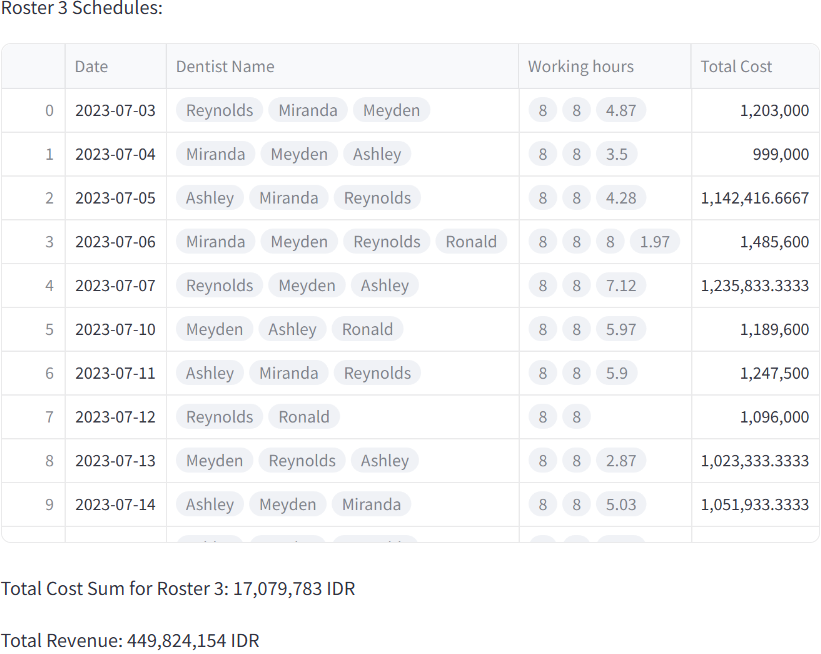 Roster 3 Schedules:
Date Dentist Name Working hours Total Cost
0 2023-07-03 Reynolds Miranda Meyden 8 8 4.87 1,203,000
1 2023-07-04 Miranda Meyden Ashley 8 8 3.5 999,000
2 2023-07-05 Ashley Miranda Reynolds 8 8 4.28 1,142,416.6667
3 2023-07-06 Miranda Meyden Reynolds Ronald 8 8 8 1.97 1,485,600
4 2023-07-07 Reynolds Meyden Ashley 8 8 7.12 1,235,833.3333
5 2023-07-10 Meyden Ashley Ronald 8 8 5.97 1,189,600
6 2023-07-11 Ashley Miranda Reynolds 8 8 5.9 1,247,500
7 2023-07-12 Reynolds Ronald 8 8 1,096,000
8 2023-07-13 Meyden Reynolds Ashley 8 8 2.87 1,023,333.3333
9 2023-07-14 Ashley Meyden Miranda 8 8 5.03 1,051,933.3333
Total Cost Sum for Roster 3: 17,079,783 IDR
Total Revenue: 449,824,154 IDR